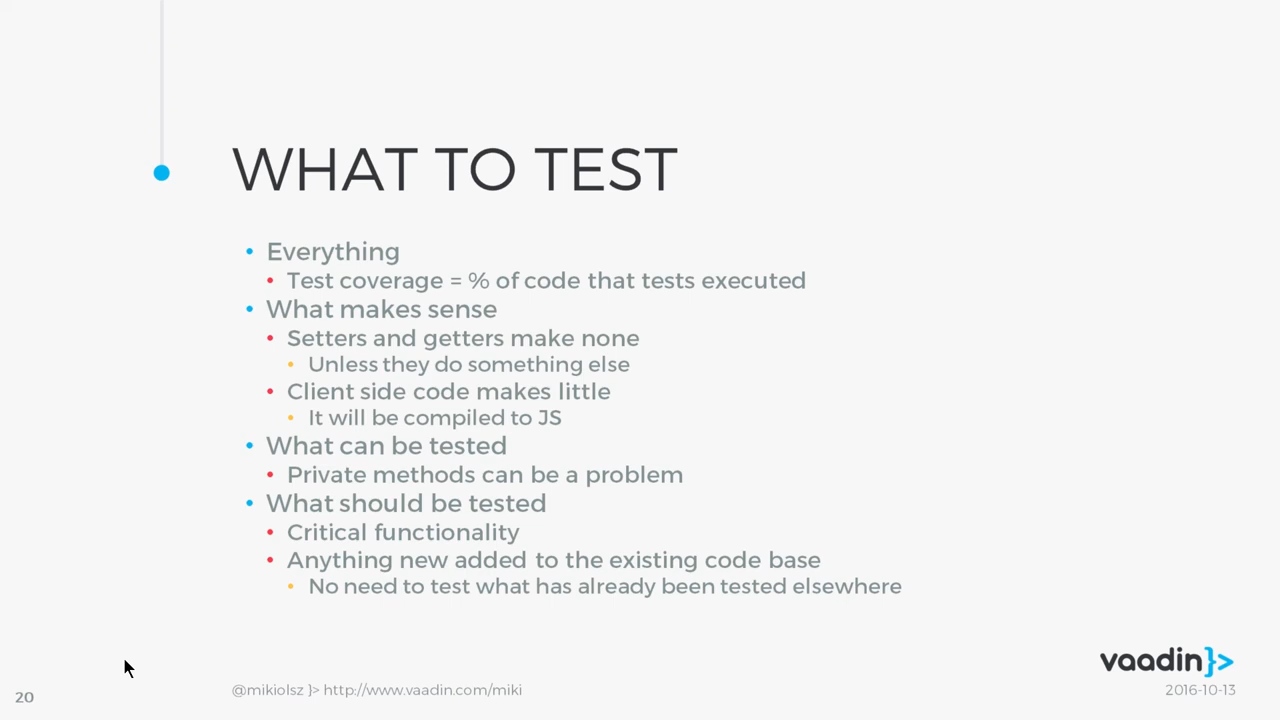 WHAT TO TEST
• Everything
• Test coverage = % of code that tests executed
• What makes sense
• Setters and getters make none
• Unless they do something else
• Client side code makes little
• It will be compiled to JS
• What can be tested
• Private methods can be a problem
• What should be tested
• Critical functionality
• Anything new added to the existing code base
• No need to test what has already been tested elsewhere
vaadin}>
20
@mikiolsz }> http://www.vaadin.com/miki
2016-10-13